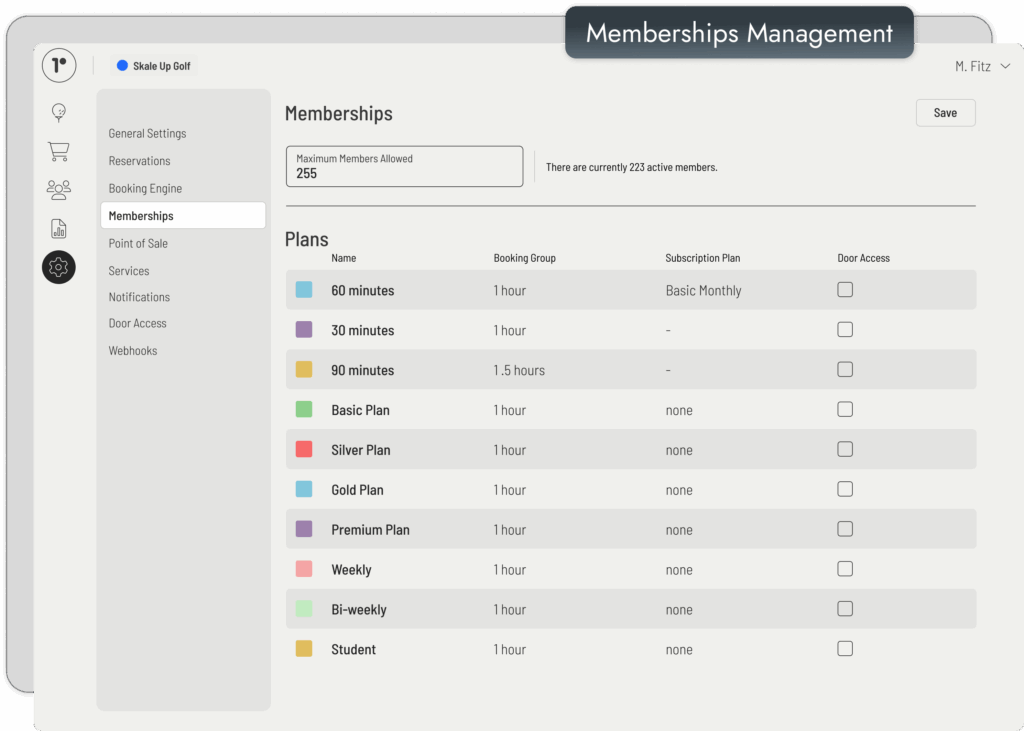 Memberships Management
1°
Skale Up Golf
M. Fitz
General Settings
Reservations
Booking Engine
Memberships
Point of Sale
Services
Notifications
Door Access
Webhooks
Memberships
Save
Maximum Members Allowed
255
There are currently 223 active members.
Plans
Name Booking Group Subscription Plan Door Access
60 minutes 1 hour Basic Monthly
30 minutes 1 hour -
90 minutes 1.5 hours -
Basic Plan 1 hour none
Silver Plan 1 hour none
Gold Plan 1 hour none
Premium Plan 1 hour none
Weekly 1 hour none
Bi-weekly 1 hour none
Student 1 hour none